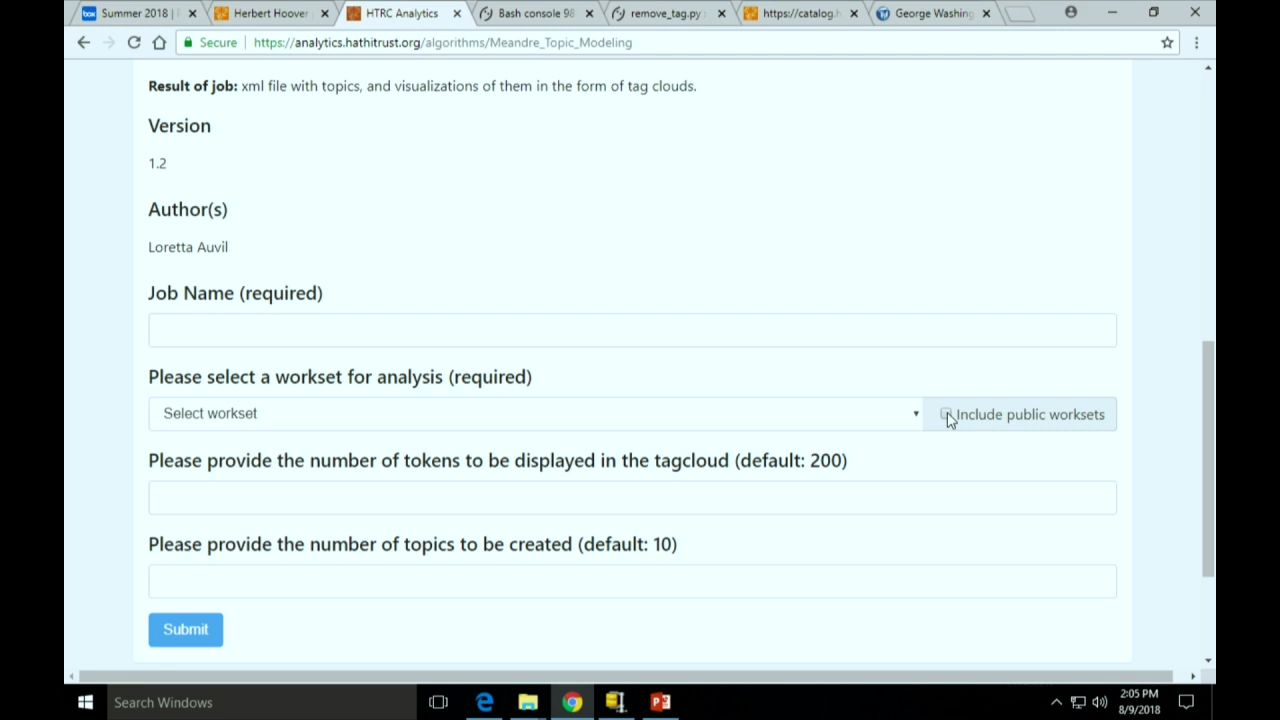 Summer 2018 |
Herbert Hoover
HTRC Analytics
Bash console 98
remove_tag.py
https://catalog.h
George Washing
Secure
https://analytics.hathitrust.org/algorithms/Meandre_Topic_Modeling
Result of job: xml file with topics, and visualizations of them in the form of tag clouds.
Version
1.2
Author(s)
Loretta Auvil
Job Name (required)
Please select a workset for analysis (required)
Select workset
Include public worksets
Please provide the number of tokens to be displayed in the tagcloud (default: 200)
Please provide the number of topics to be created (default: 10)
Submit
Search Windows
2:05 PM
8/9/2018